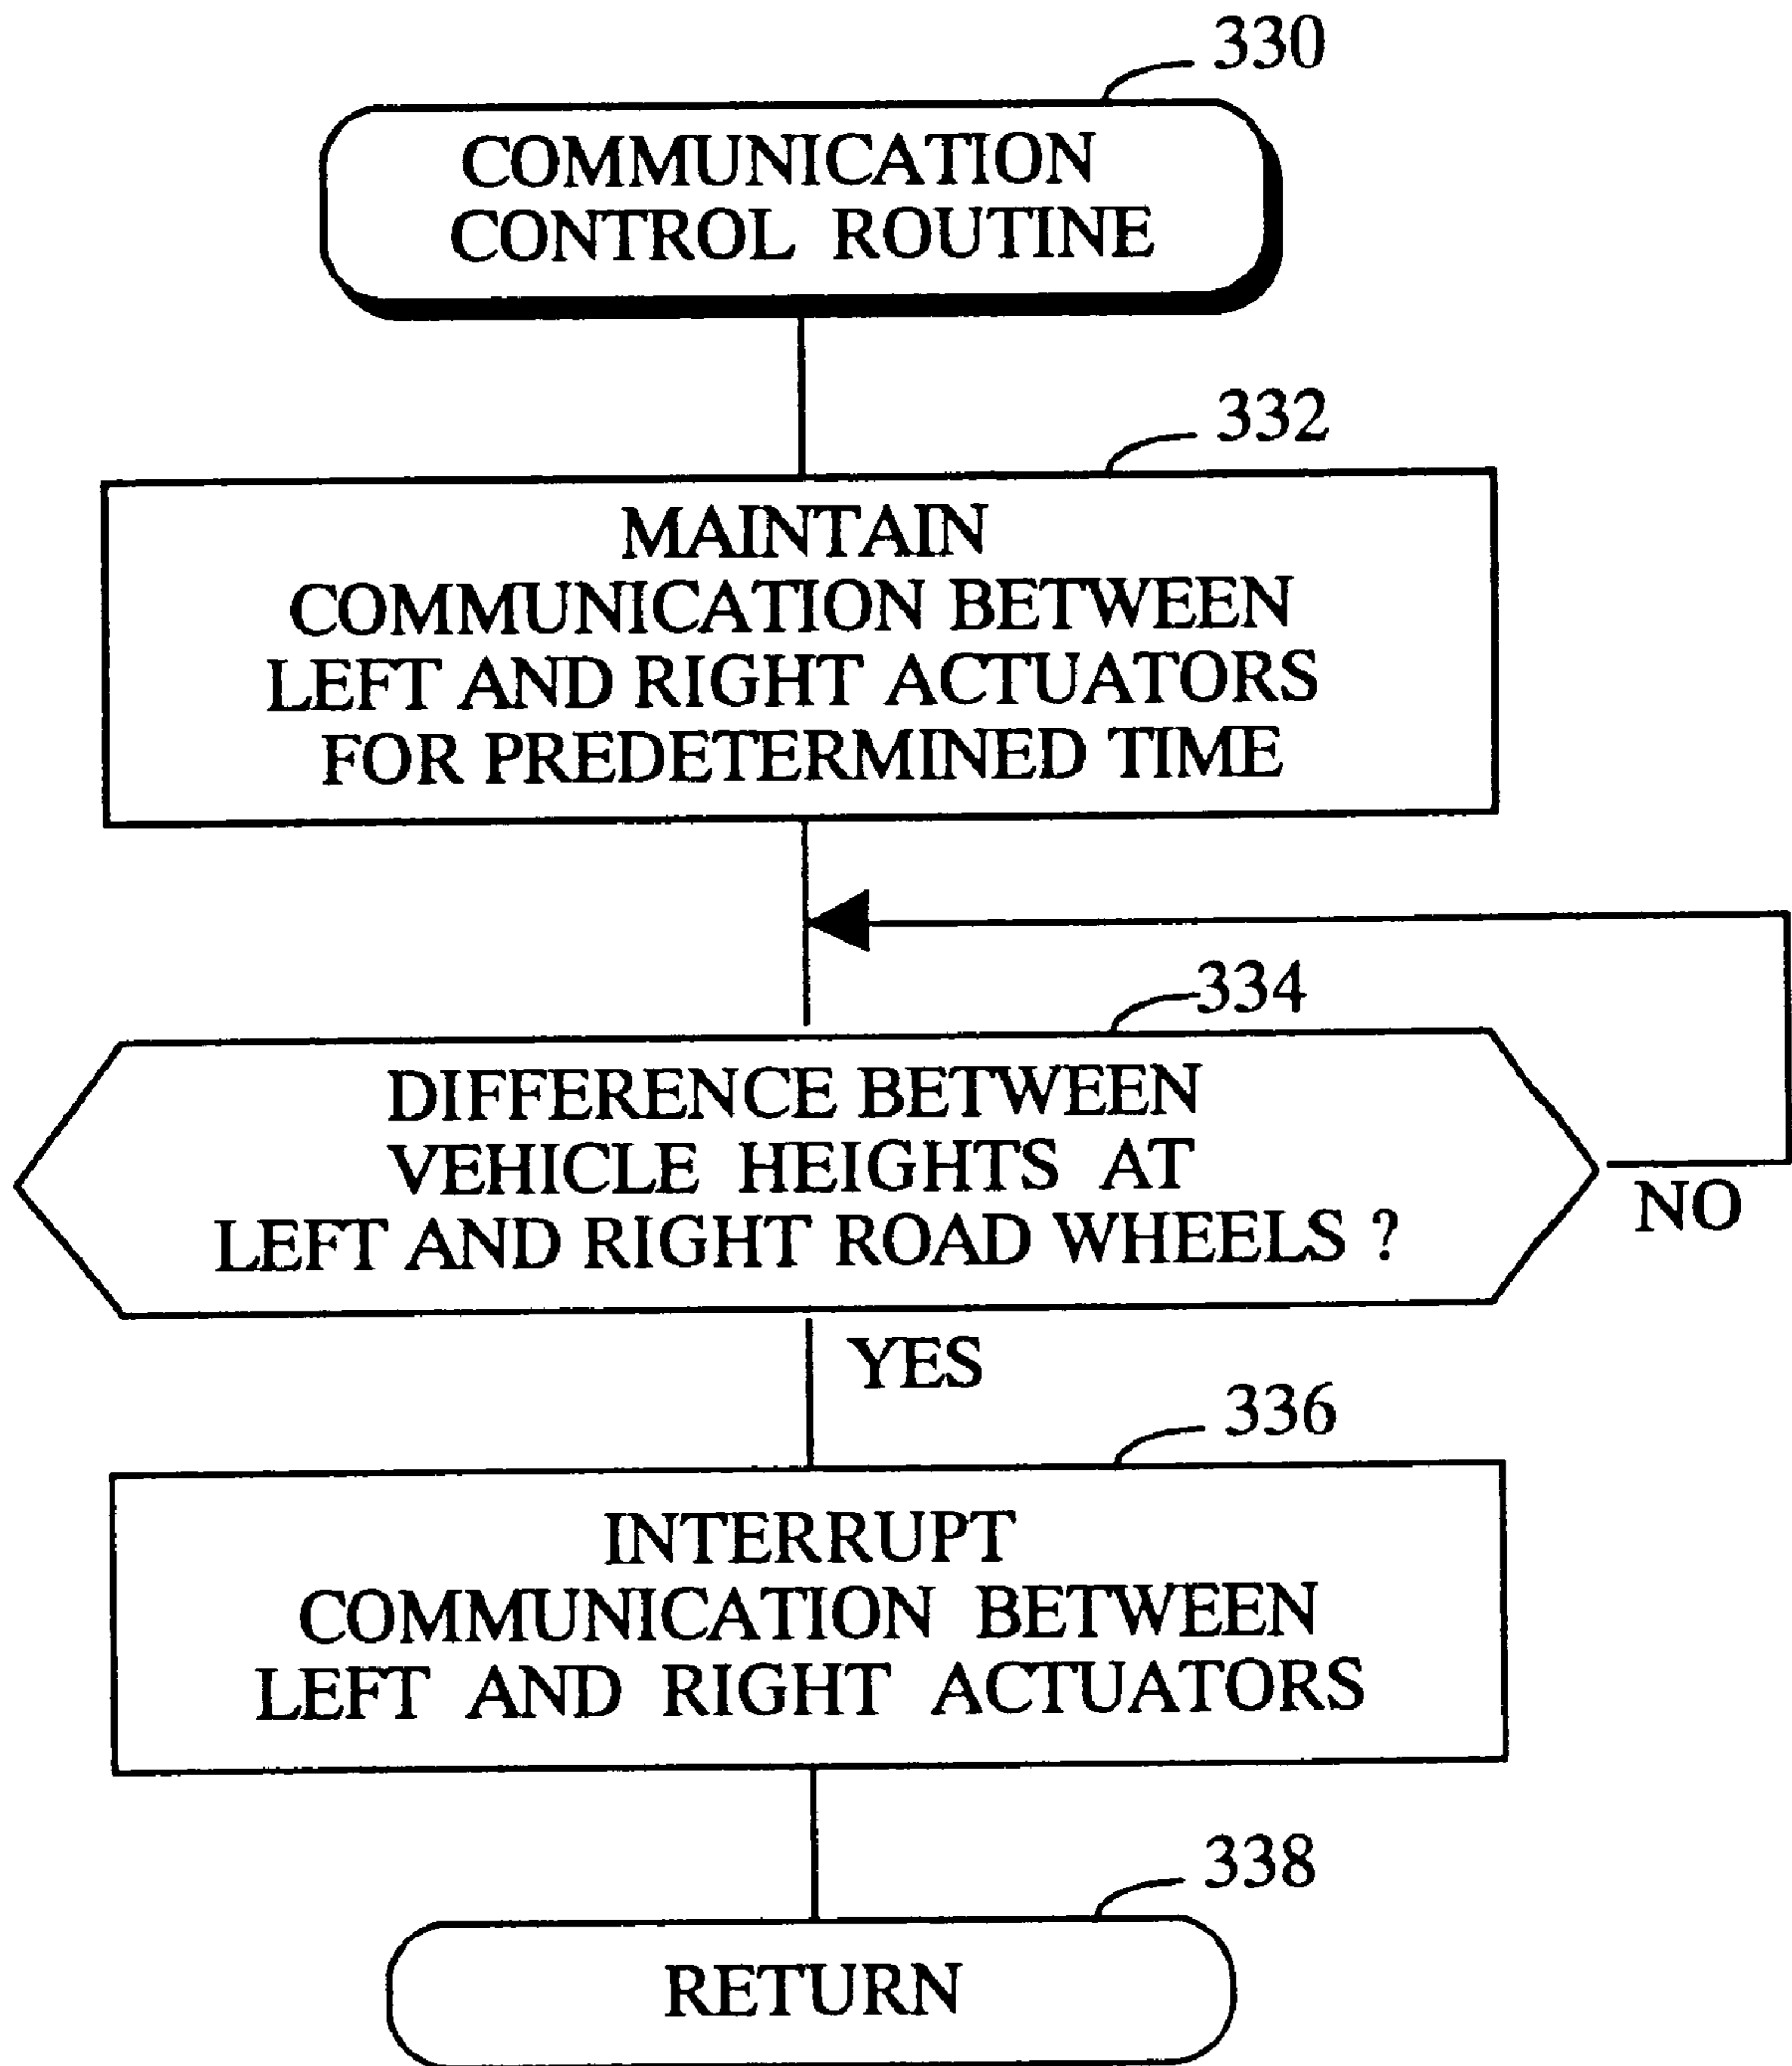 330
COMMUNICATION
CONTROL ROUTINE
332
MAINTAIN
COMMUNICATION BETWEEN
LEFT AND RIGHT ACTUATORS
FOR PREDETERMINED TIME
334
DIFFERENCE BETWEEN
VEHICLE HEIGHTS AT
LEFT AND RIGHT ROAD WHEELS ?
NO
YES
336
INTERRUPT
COMMUNICATION BETWEEN
LEFT AND RIGHT ACTUATORS
338
RETURN